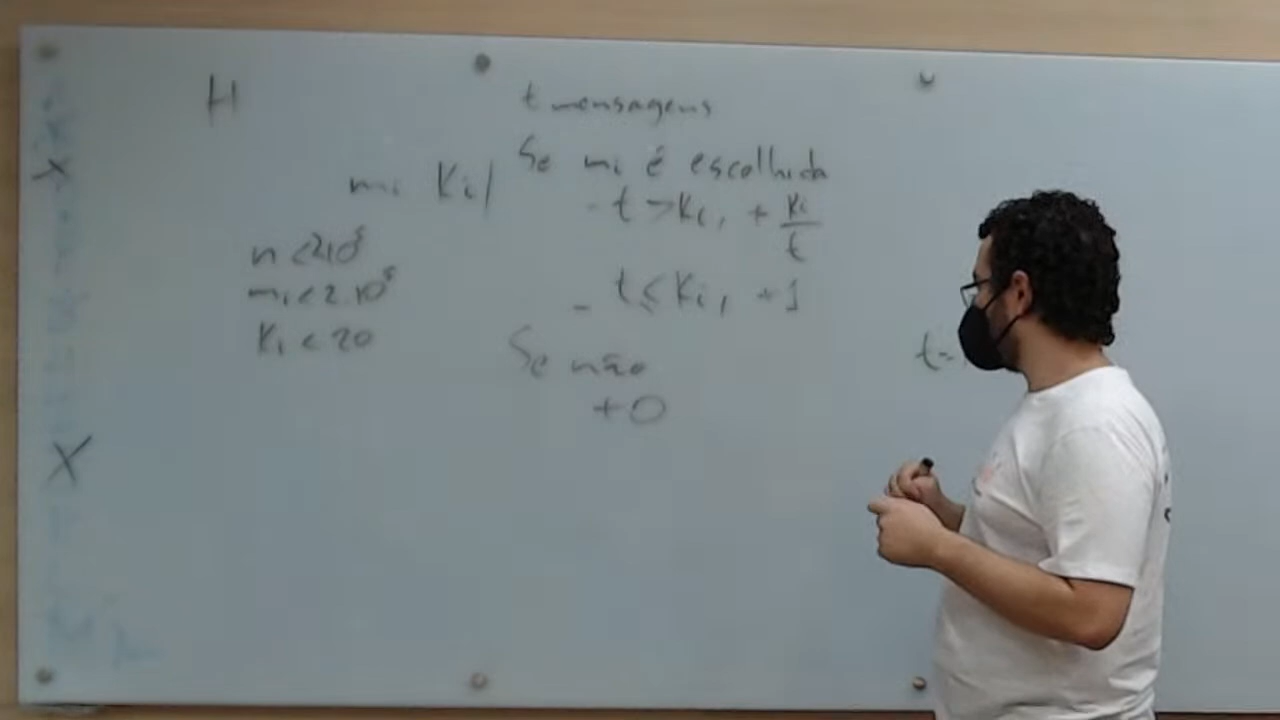 H
t mensagens
Se mi é escolhida
mi Ki/
- t > Ki, + Ki/t
n < 2.10⁵
mi < 2.10⁵
- t ≤ Ki, +1
Ki < 20
Se não
t=
+0
X
X